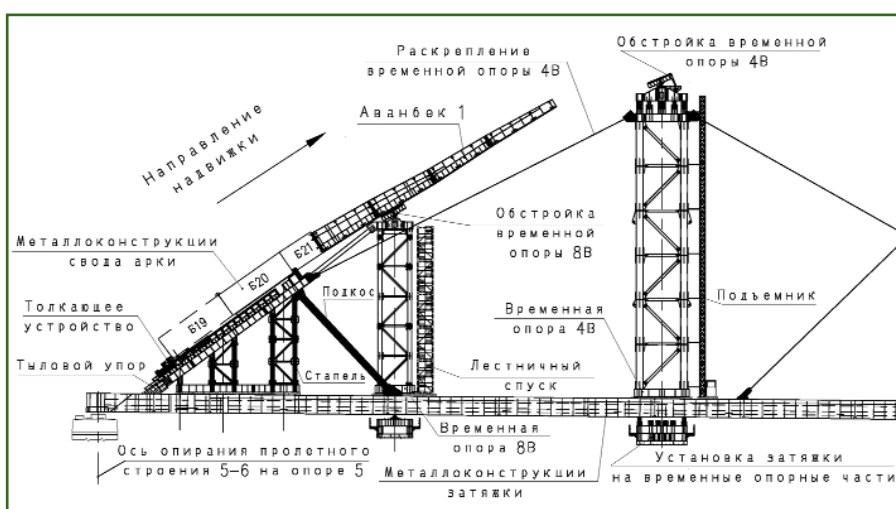 Раскрепление
временной опоры 4В
Обстройка временной
опоры 4В
Аванбек 1
Направление
надвижки
Обстройка
временной
опоры 8В
Металлоконструкции
свода арки
Б21
Б20
Б19
Подкос
Толкающее
устройство
Временная
опора 4В
Подъемник
Тыловой упор
Стапель
Лестничный
спуск
Временная
опора 8В
Ось опирания пролетного
строения 5-6 на опоре 5
Металлоконструкции
затяжки
Установка затяжки
на временные опорные части